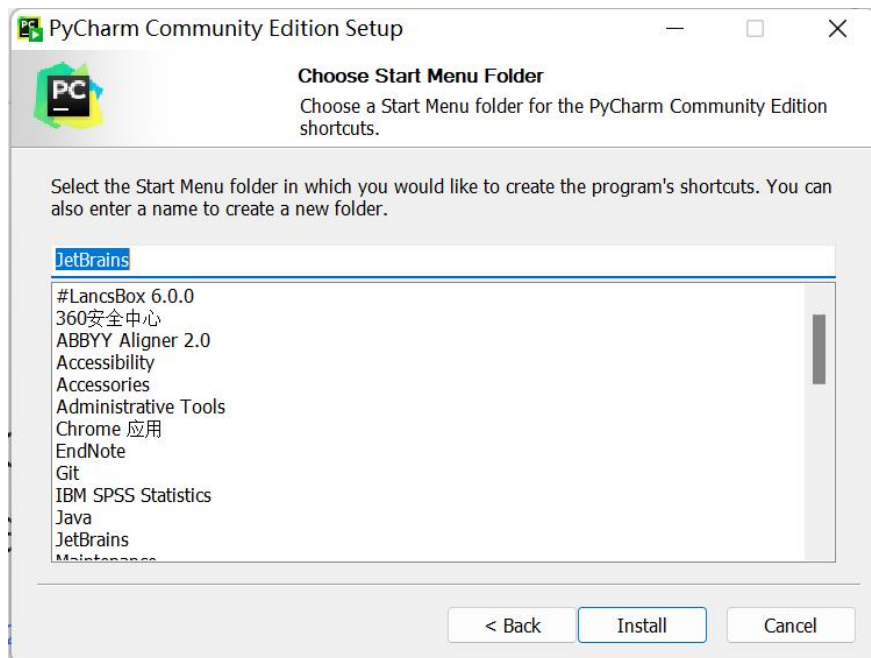 PyCharm Community Edition Setup
PC
Choose Start Menu Folder
Choose a Start Menu folder for the PyCharm Community Edition
shortcuts.
Select the Start Menu folder in which you would like to create the program's shortcuts. You can
also enter a name to create a new folder.
JetBrains
#LancsBox 6.0.0
360安全中心
ABBYY Aligner 2.0
Accessibility
Accessories
Administrative Tools
Chrome 应用
EndNote
Git
IBM SPSS Statistics
Java
JetBrains
Maintenance
< Back
Install
Cancel